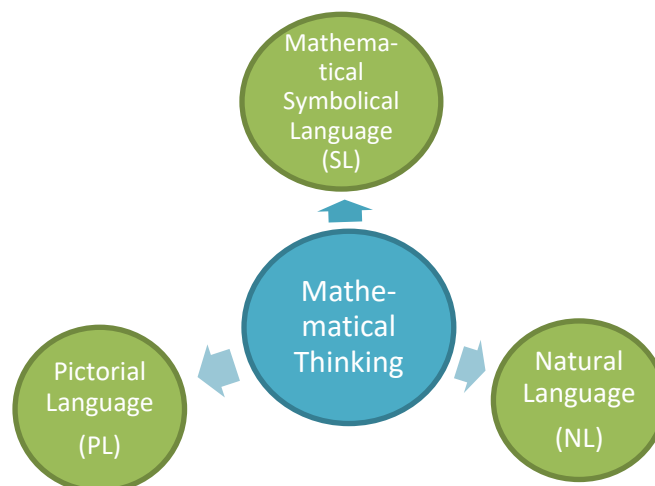 Mathema-
tical
Symbolical
Language
(SL)
Mathe-
matical
Thinking
Pictorial
Language
(PL)
Natural
Language
(NL)